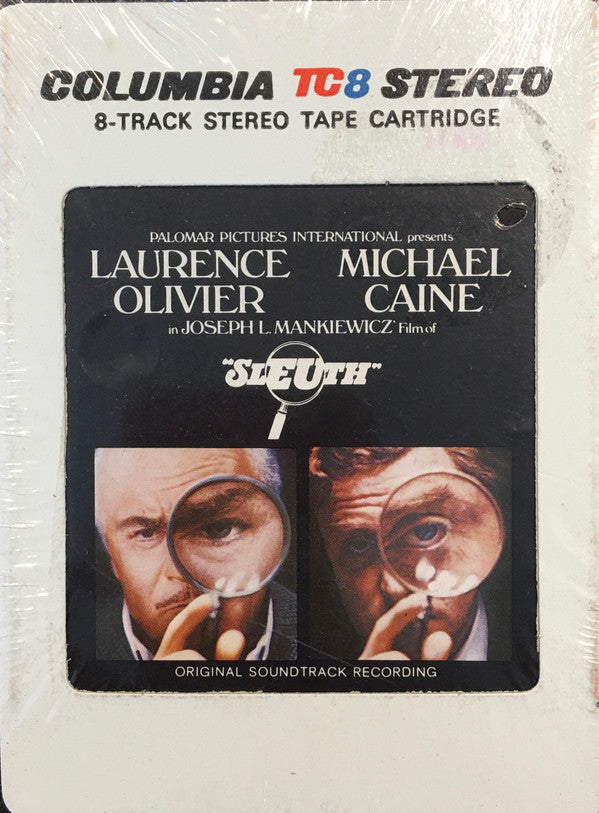 COLUMBIA TC8 STEREO
8-TRACK STEREO TAPE CARTRIDGE
PALOMAR PICTURES INTERNATIONAL presents
LAURENCE OLIVIER
MICHAEL CAINE
in JOSEPH L. MANKIEWICZ' Film of
"SLEUTH"
ORIGINAL SOUNDTRACK RECORDING